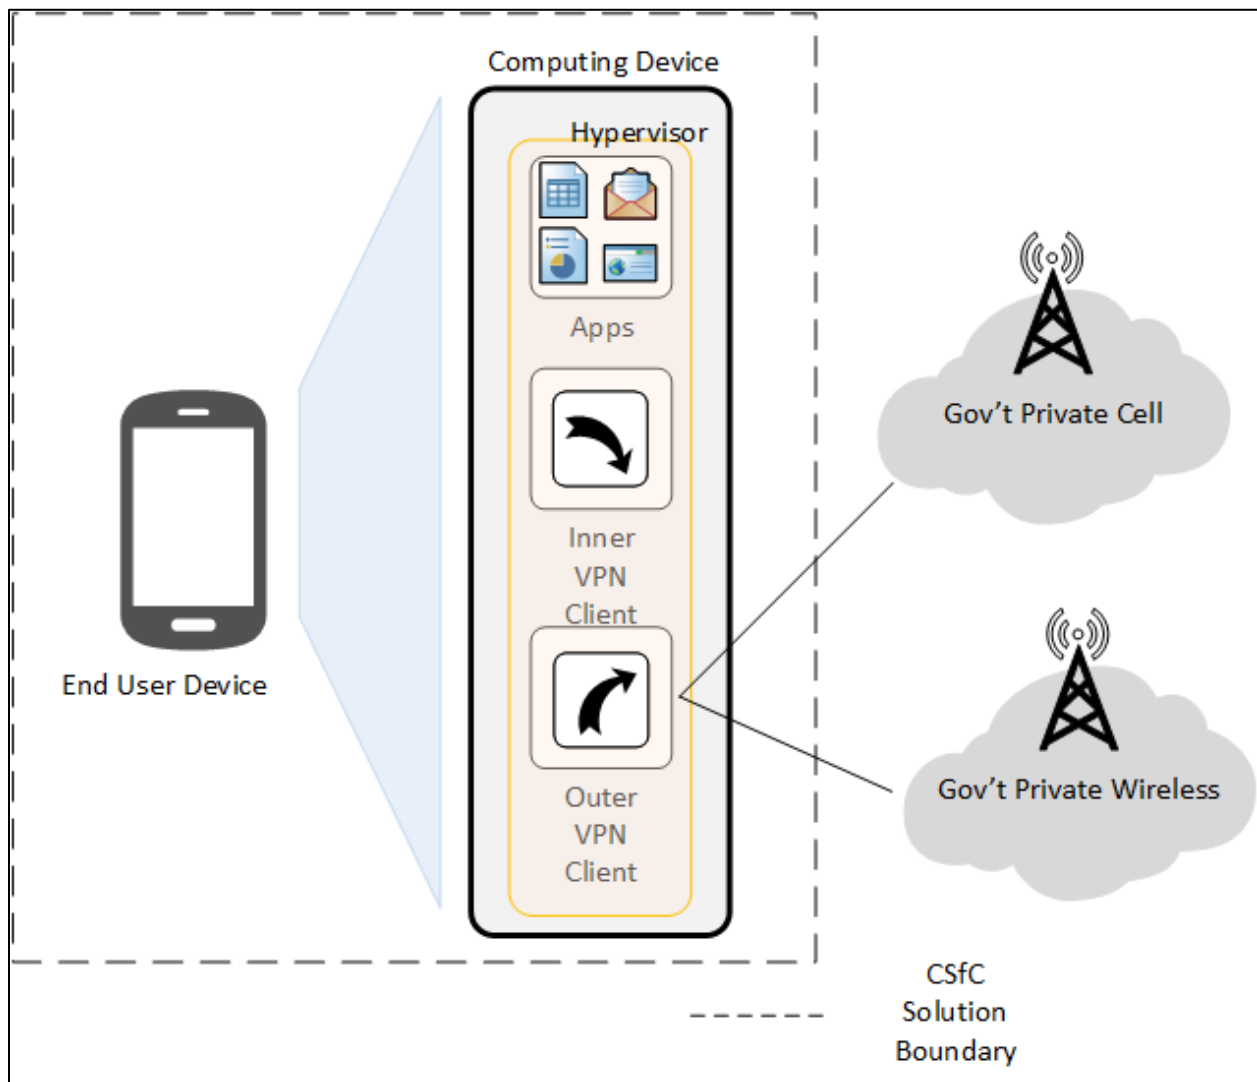 Computing Device
Hypervisor
Apps
Inner
VPN
Client
Outer
VPN
Client
End User Device
Gov't Private Cell
Gov't Private Wireless
CSfC
Solution
Boundary